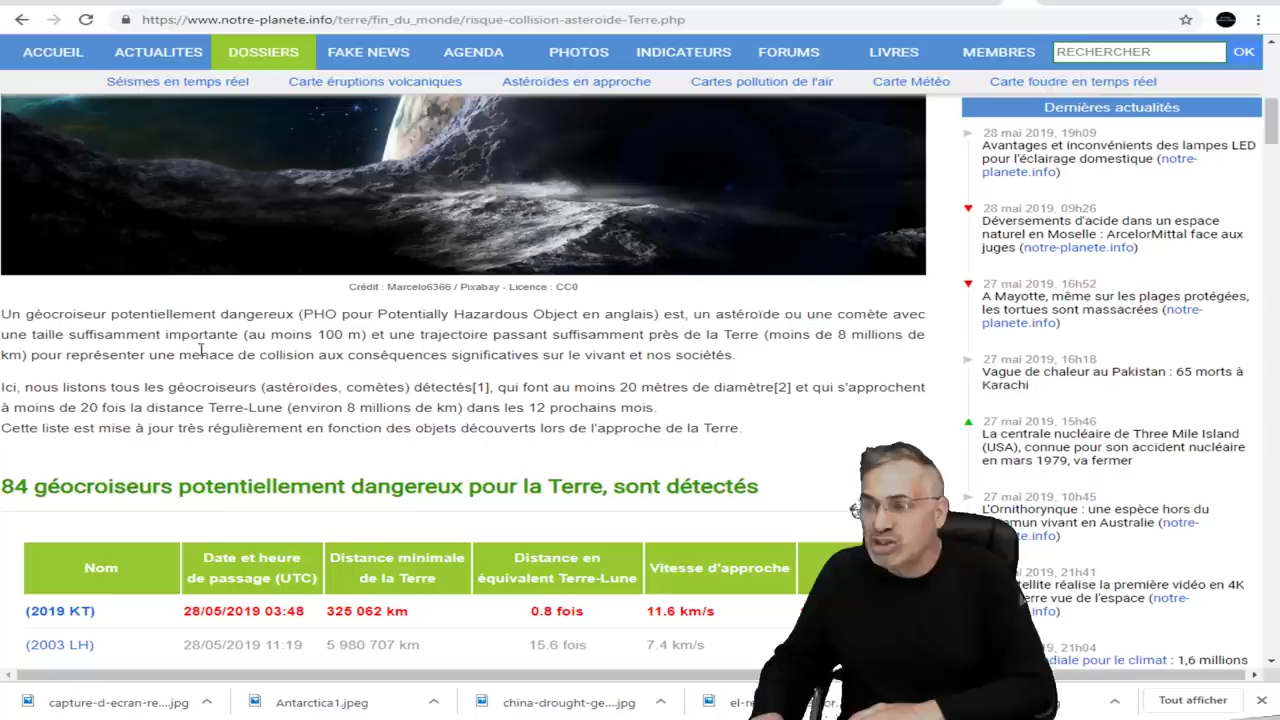 https://www.notre-planete.info/terre/fin_du_monde/risque-collision-asteroide-Terre.php
ACCUEIL ACTUALITES DOSSIERS FAKE NEWS AGENDA PHOTOS INDICATEURS FORUMS LIVRES MEMBRES RECHERCHER OK
Séismes en temps réel Carte éruptions volcaniques Astéroïdes en approche Cartes pollution de l'air Carte Météo Carte foudre en temps réel
Crédit : Marcelo6366 / Pixabay - Licence : CC0
Un géocroiseur potentiellement dangereux (PHO pour Potentially Hazardous Object en anglais) est, un astéroïde ou une comète avec
une taille suffisamment importante (au moins 100 m) et une trajectoire passant suffisamment près de la Terre (moins de 8 millions de
km) pour représenter une menace de collision aux conséquences significatives sur le vivant et nos sociétés.
Ici, nous listons tous les géocroiseurs (astéroïdes, comètes) détectés[1], qui font au moins 20 mètres de diamètre[2] et qui s'approchent
à moins de 20 fois la distance Terre-Lune (environ 8 millions de km) dans les 12 prochains mois.
Cette liste est mise à jour très régulièrement en fonction des objets découverts lors de l'approche de la Terre.
84 géocroiseurs potentiellement dangereux pour la Terre, sont détectés
Nom
Date et heure
de passage (UTC)
Distance minimale
de la Terre
Distance en
équivalent Terre-Lune
Vitesse d'approche
(2019 KT) 28/05/2019 03:48 325 062 km 0.8 fois 11.6 km/s
(2003 LH) 28/05/2019 11:19 5 980 707 km 15.6 fois 7.4 km/s
Dernières actualités
28 mai 2019, 19h09
Avantages et inconvénients des lampes LED
pour l'éclairage domestique (notre-
planete.info)
28 mai 2019, 09h26
Déversements d'acide dans un espace
naturel en Moselle : ArcelorMittal face aux
juges (notre-planete.info)
27 mai 2019, 16h52
A Mayotte, même sur les plages protégées,
les tortues sont massacrées (notre-
planete.info)
27 mai 2019, 16h18
Vague de chaleur au Pakistan : 65 morts à
Karachi
27 mai 2019, 15h46
La centrale nucléaire de Three Mile Island
(USA), connue pour son accident nucléaire
en mars 1979, va fermer
27 mai 2019, 10h45
L'Ornithorynque : une espèce hors du
mmun vivant en Australie (notre-
te.info)
21h41
tellite réalise la première vidéo en 4K
erre vue de l'espace (notre-
info)
2019, 21h04
diale pour le climat : 1,6 millions
capture-d-ecran-re....jpg Antarctica1.jpeg china-drought-ge....jpg el-re Tout afficher